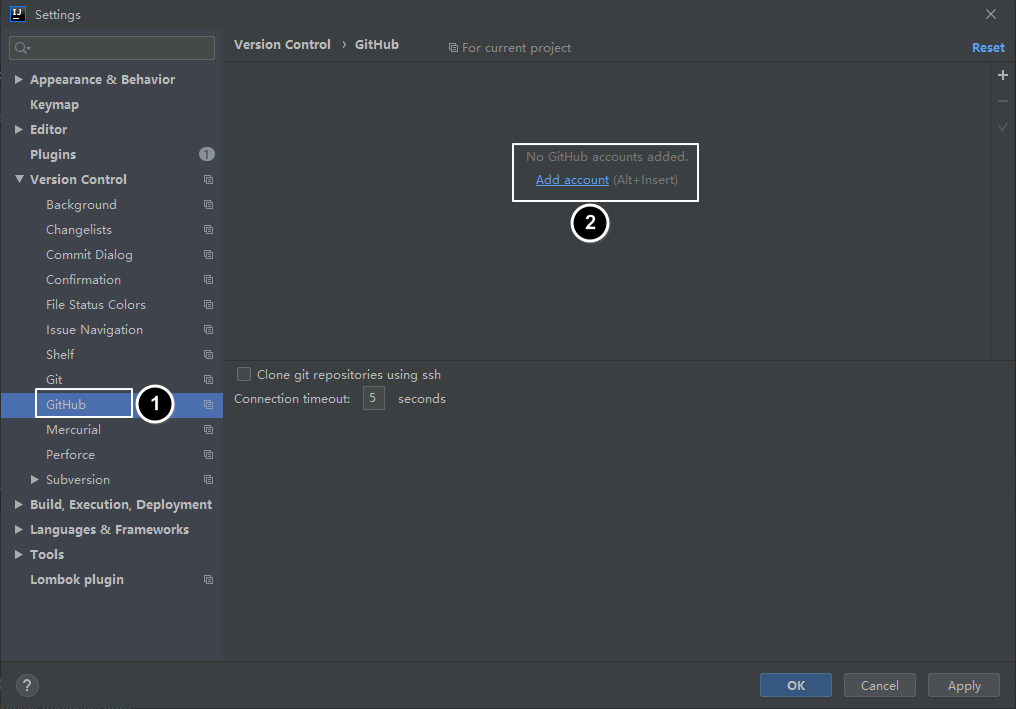 Settings
Version Control › GitHub
For current project
Reset
Appearance & Behavior
Keymap
Editor
Plugins 1
Version Control
Background
Changelists
Commit Dialog
Confirmation
File Status Colors
Issue Navigation
Shelf
Git
GitHub 1
Mercurial
Perforce
Subversion
Build, Execution, Deployment
Languages & Frameworks
Tools
Lombok plugin
No GitHub accounts added.
Add account (Alt+Insert)
2
Clone git repositories using ssh
Connection timeout: 5 seconds
?
OK Cancel Apply